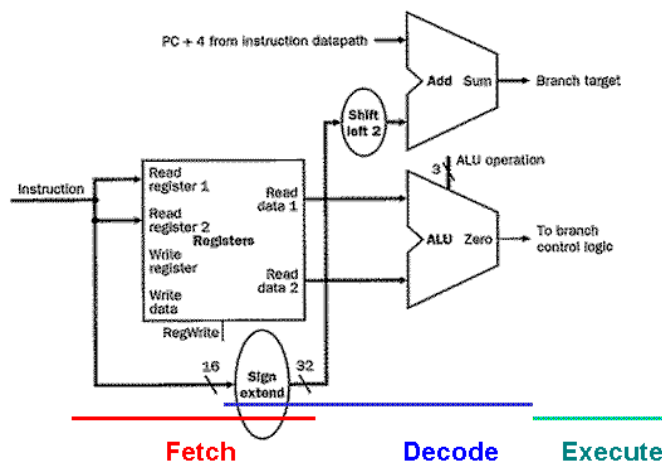 PC + 4 from instruction datapath
Add Sum
Branch target
Shift
left 2
3
ALU operation
Instruction
Read
register 1
Read
data 1
Read
register 2
Registers
Write
register
Read
data 2
Write
data
ALU Zero
To branch
control logic
RegWrite
16
Sign
extend
32
Fetch
Decode
Execute